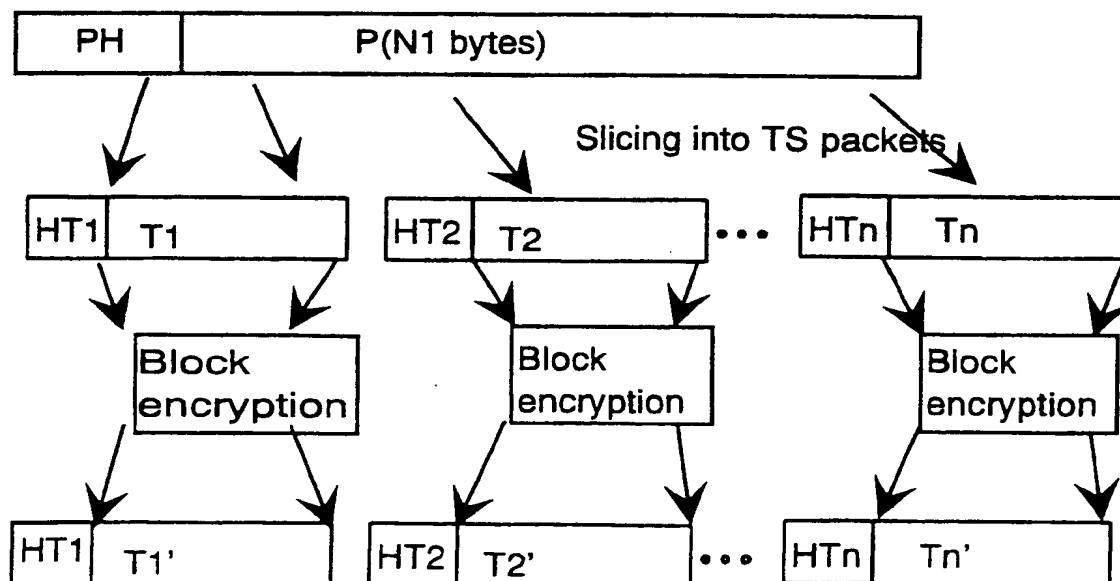 PH P(N1 bytes)
Slicing into TS packets
HT1 T1 HT2 T2 ••• HTn Tn
Block Block Block
encryption encryption encryption
HT1 T1' HT2 T2' ••• HTn Tn'